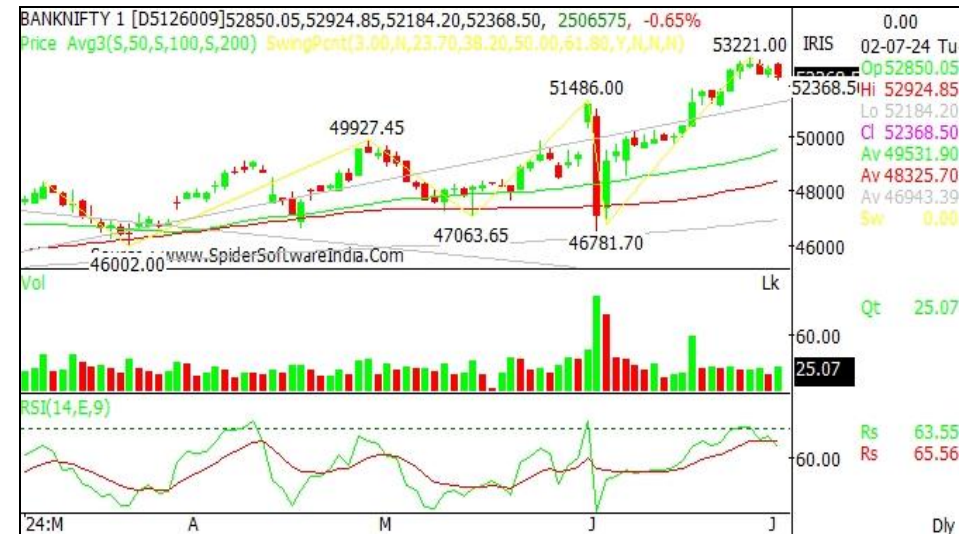 BANKNIFTY 1 [D5126009]52850.05,52924.85,52184.20,52368.50, 2506575, -0.65%
Price Avg3(S,50,S,100,S,200) SwingPcnt(3.00,N,23.70,38.20,50.00,61.80,Y,N,N,N)
0.00
IRIS 02-07-24 Tu
Op52850.05
52368.50 Hi 52924.85
Lo 52184.20
Cl 52368.50
Av 49531.90
Av 48325.70
Av 46943.39
Sw 0.00
53221.00
51486.00
49927.45
50000
48000
47063.65
46781.70
46000
46002.00
www.SpiderSoftwareIndia.Com
Vol Lk
Qt 25.07
60.00
25.07
RSI(14,E,9)
Rs 63.55
60.00 Rs 65.56
'24:M A M J J Dly